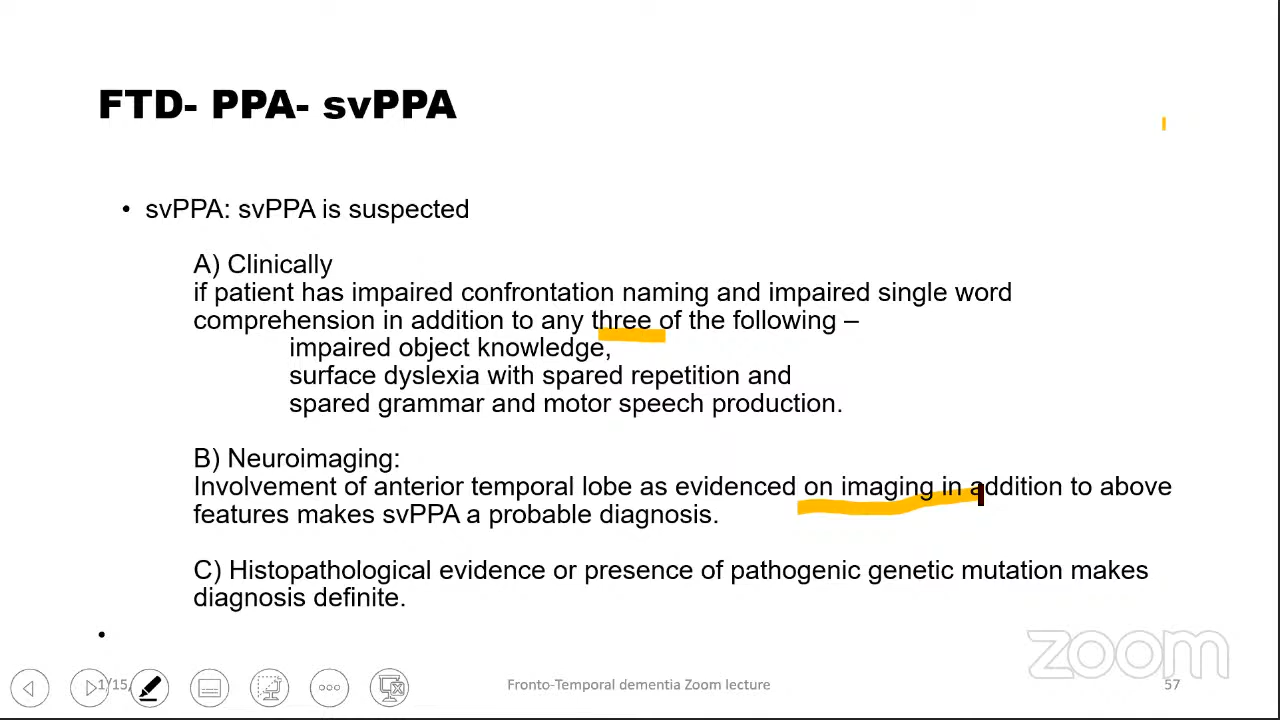 FTD- PPA- svPPA
• svPPA: svPPA is suspected
A) Clinically
if patient has impaired confrontation naming and impaired single word
comprehension in addition to any three of the following –
impaired object knowledge,
surface dyslexia with spared repetition and
spared grammar and motor speech production.
B) Neuroimaging:
Involvement of anterior temporal lobe as evidenced on imaging in addition to above
features makes svPPA a probable diagnosis.
C) Histopathological evidence or presence of pathogenic genetic mutation makes
diagnosis definite.
•
zoom
1/15/
Fronto-Temporal dementia Zoom lecture
57